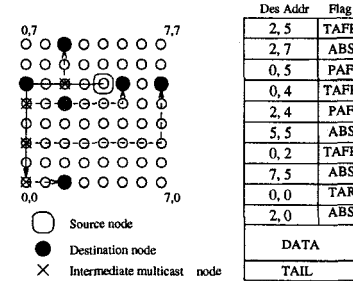 0,7
7,7
0,0
7,0
Source node
Destination node
Intermediate multicast node
Des Addr Flag
2, 5
2, 7 ABS
0, 5
0, 4
2, 4
5, 5 ABS
0, 2
7, 5 ABS
0, 0
2, 0 ABS
DATA
TAIL